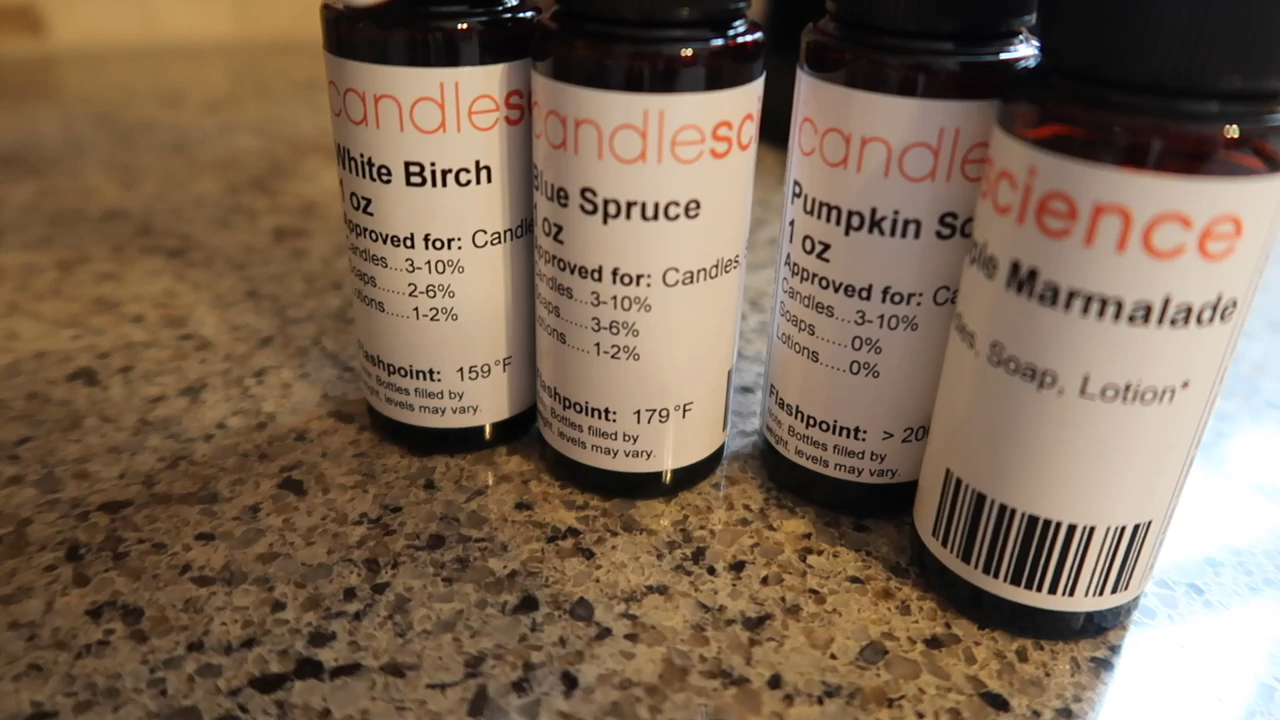 candles
White Birch
1 oz
Approved for: Candle
Candles...3-10%
Soaps......2-6%
Lotions.....1-2%
Flashpoint: 159°F
Note: Bottles filled by
weight, levels may vary.
candlesci
Blue Spruce
1 oz
Approved for: Candles,
Candles...3-10%
Soaps......3-6%
Lotions.....1-2%
Flashpoint: 179°F
Note: Bottles filled by
weight, levels may vary.
candle
Pumpkin So
1 oz
Approved for: Ca
Candles...3-10%
Soaps......0%
Lotions.....0%
Flashpoint: > 20
Note: Bottles filled by
weight, levels may vary.
science
Marmalade
Soap, Lotion*